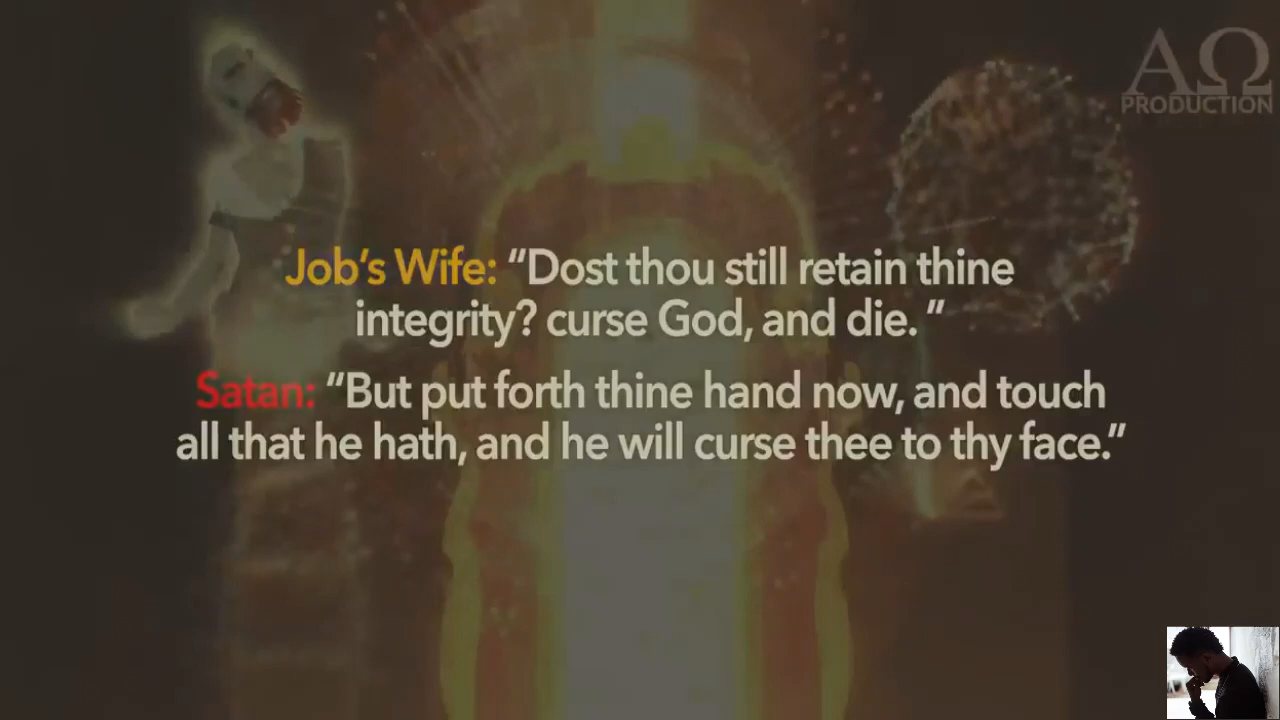 ΑΩ
PRODUCTION
Job’s Wife: “Dost thou still retain thine
integrity? curse God, and die. “
Satan: “But put forth thine hand now, and touch
all that he hath, and he will curse thee to thy face.”